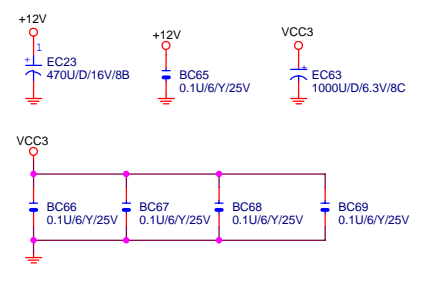 +12V
1
+
EC23
470U/D/16V/8B
+12V
BC65
0.1U/6/Y/25V
VCC3
+
EC63
1000U/D/6.3V/8C
VCC3
BC66
0.1U/6/Y/25V
BC67
0.1U/6/Y/25V
BC68
0.1U/6/Y/25V
BC69
0.1U/6/Y/25V